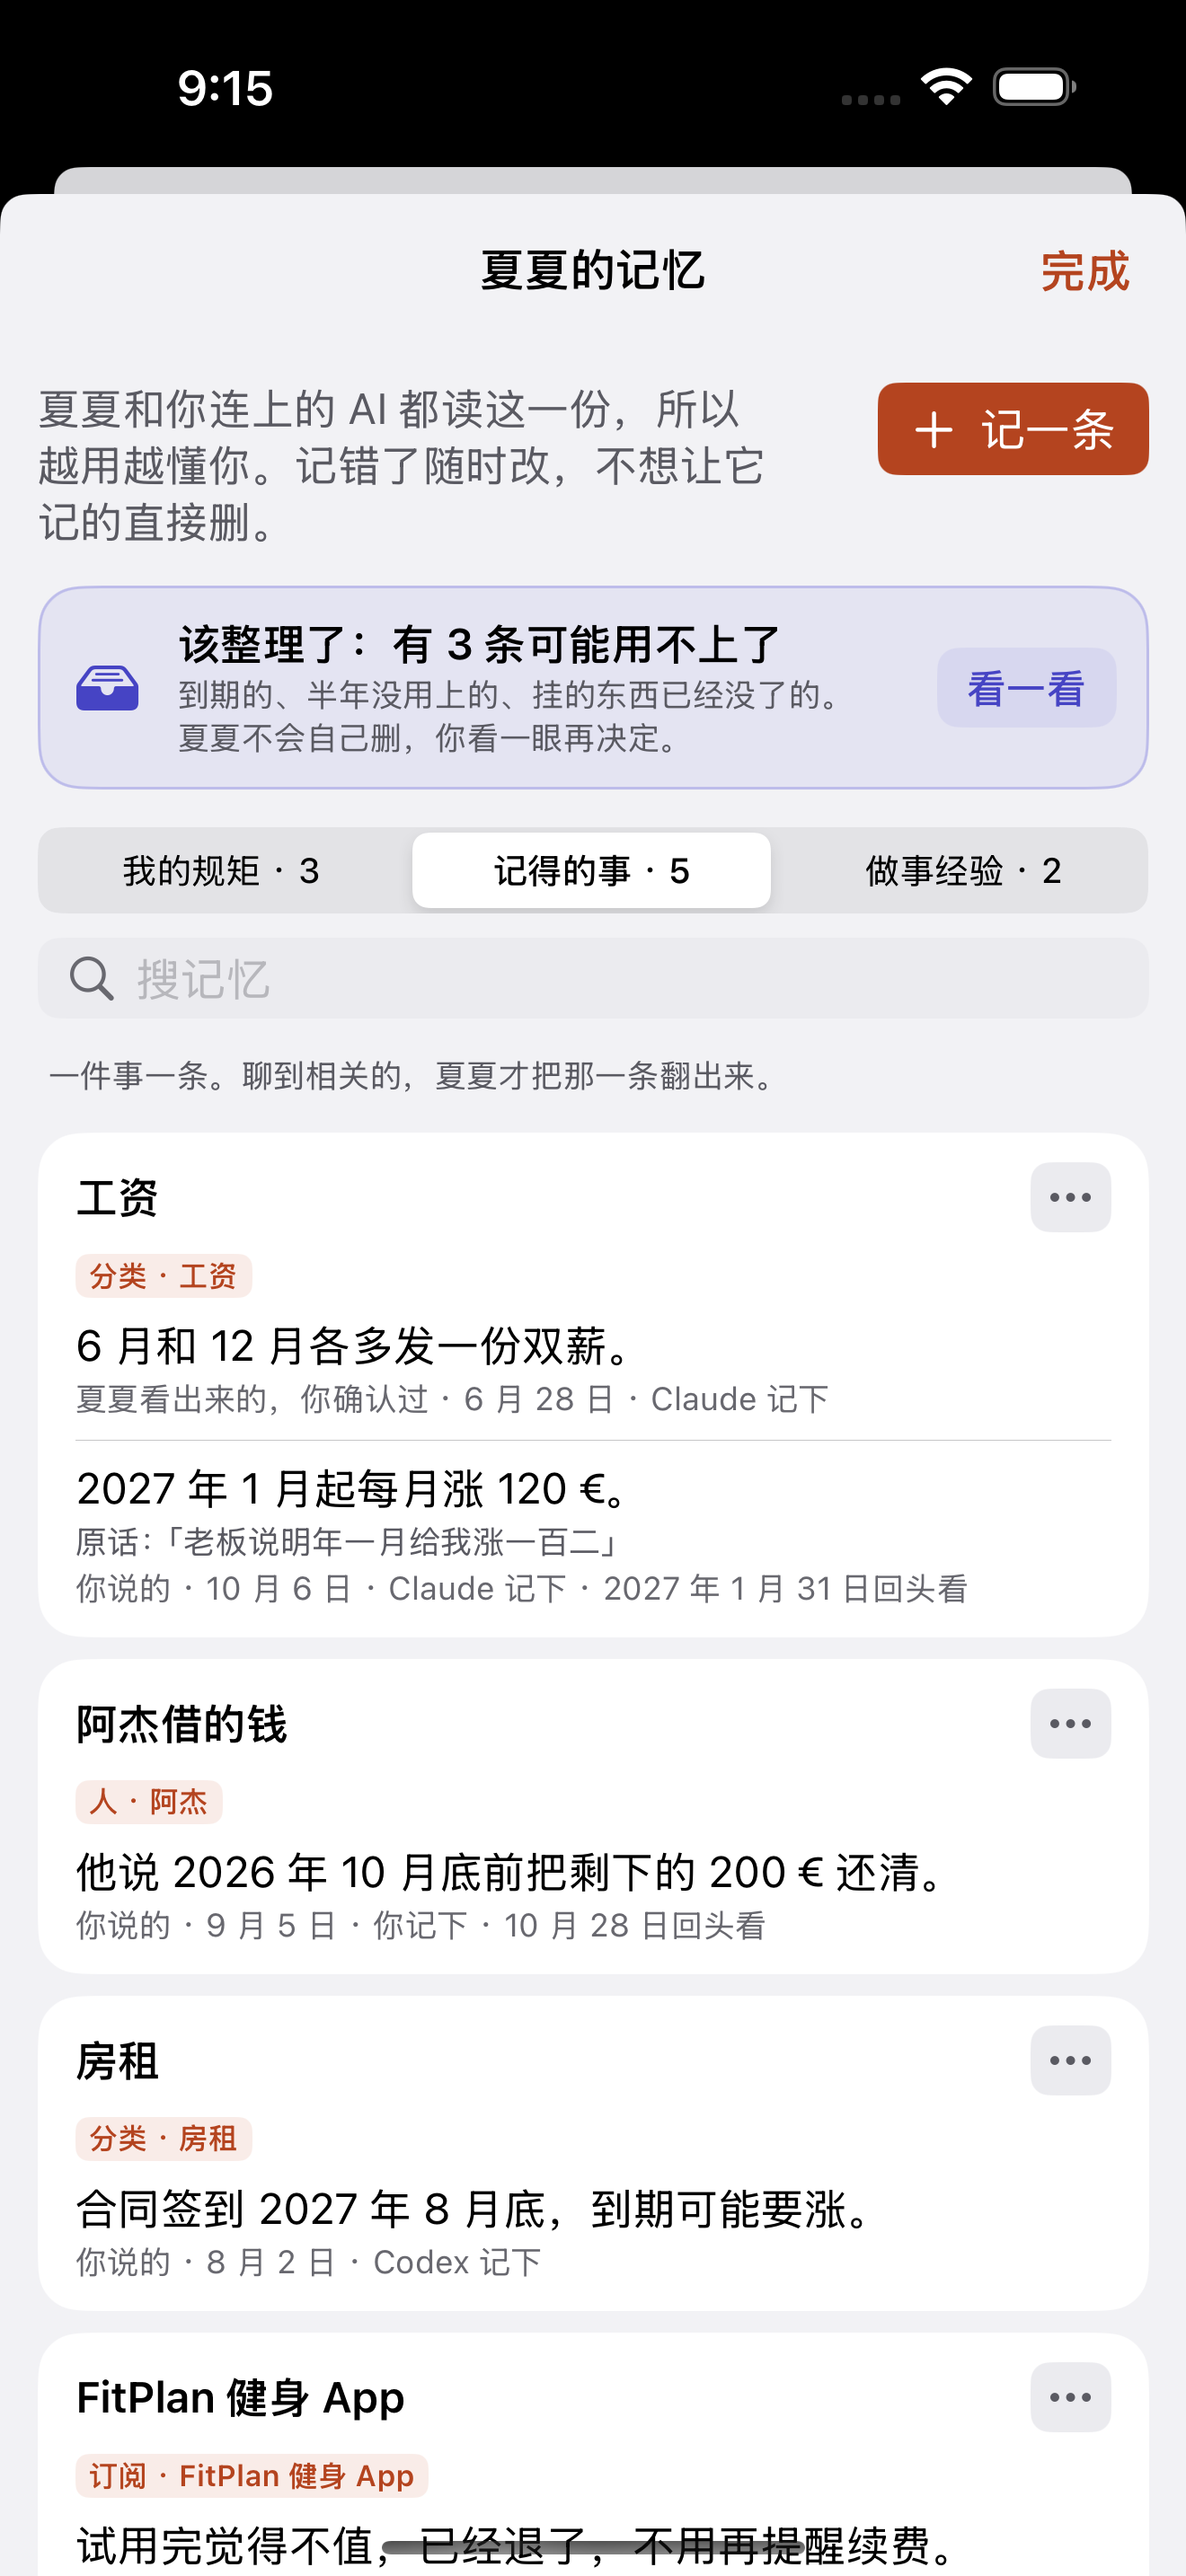 9:15
夏夏的记忆
完成
夏夏和你连上的 AI 都读这一份，所以
越用越懂你。记错了随时改，不想让它
记的直接删。
+ 记一条
该整理了：有 3 条可能用不上了
到期的、半年没用上的、挂的东西已经没了的。
夏夏不会自己删，你看一眼再决定。
看一看
我的规矩 · 3
记得的事 · 5
做事经验 · 2
搜记忆
一件事一条。聊到相关的，夏夏才把那一条翻出来。
工资
分类 · 工资
6 月和 12 月各多发一份双薪。
夏夏看出来的，你确认过 · 6 月 28 日 · Claude 记下
2027 年 1 月起每月涨 120 €。
原话：「老板说明年一月给我涨一百二」
你说的 · 10 月 6 日 · Claude 记下 · 2027 年 1 月 31 日回头看
阿杰借的钱
人 · 阿杰
他说 2026 年 10 月底前把剩下的 200 € 还清。
你说的 · 9 月 5 日 · 你记下 · 10 月 28 日回头看
房租
分类 · 房租
合同签到 2027 年 8 月底，到期可能要涨。
你说的 · 8 月 2 日 · Codex 记下
FitPlan 健身 App
订阅 · FitPlan 健身 App
试用完觉得不值，已经退了，不用再提醒续费。